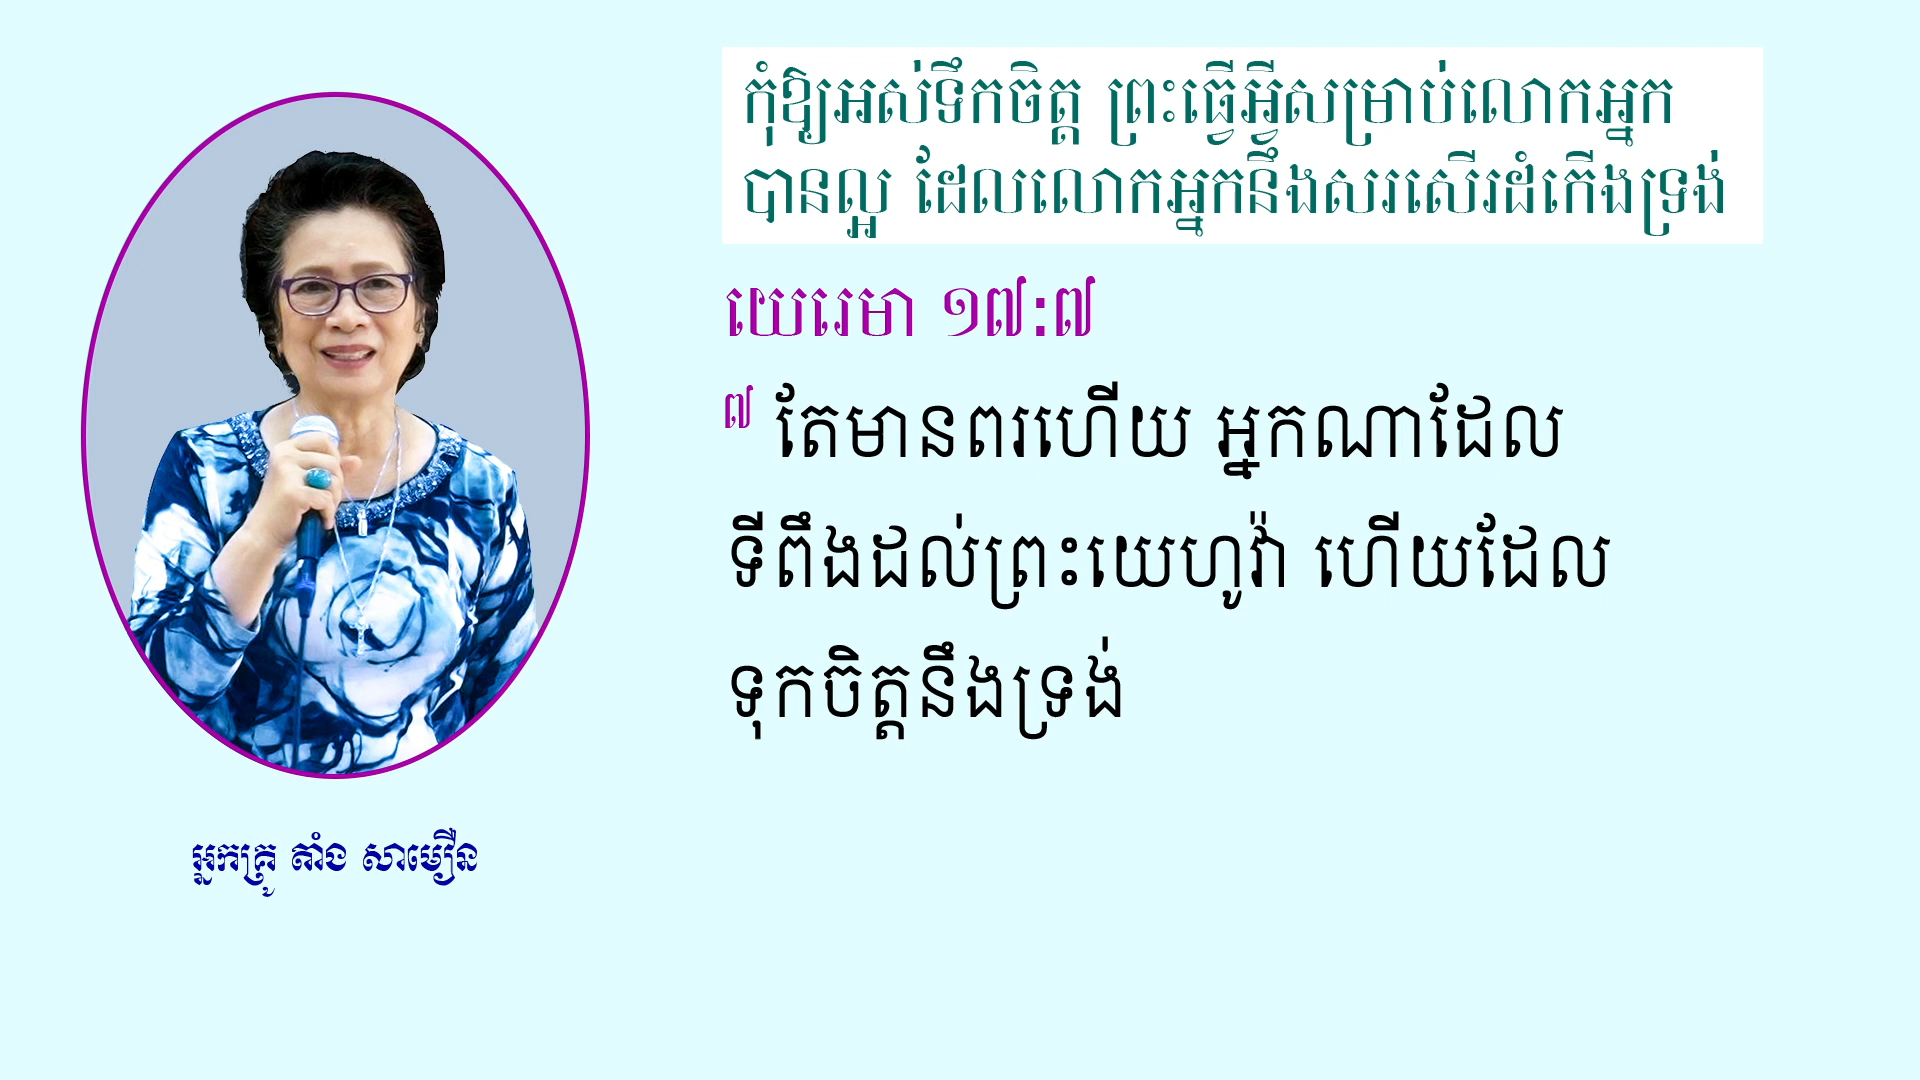 កុំឱ្យអស់ទឹកចិត្ត ព្រះធ្វើអ្វីសម្រាប់លោកអ្នក
បានល្អ ដែលលោកអ្នកនឹងសរសើរដំកើងទ្រង់
យេរេមា ១៧:៧
៧ តែមានពរហើយ អ្នកណាដែល
ទីពឹងដល់ព្រះយេហូវ៉ា ហើយដែល
ទុកចិត្តនឹងទ្រង់
អ្នកគ្រូ តាំង សាមឿន